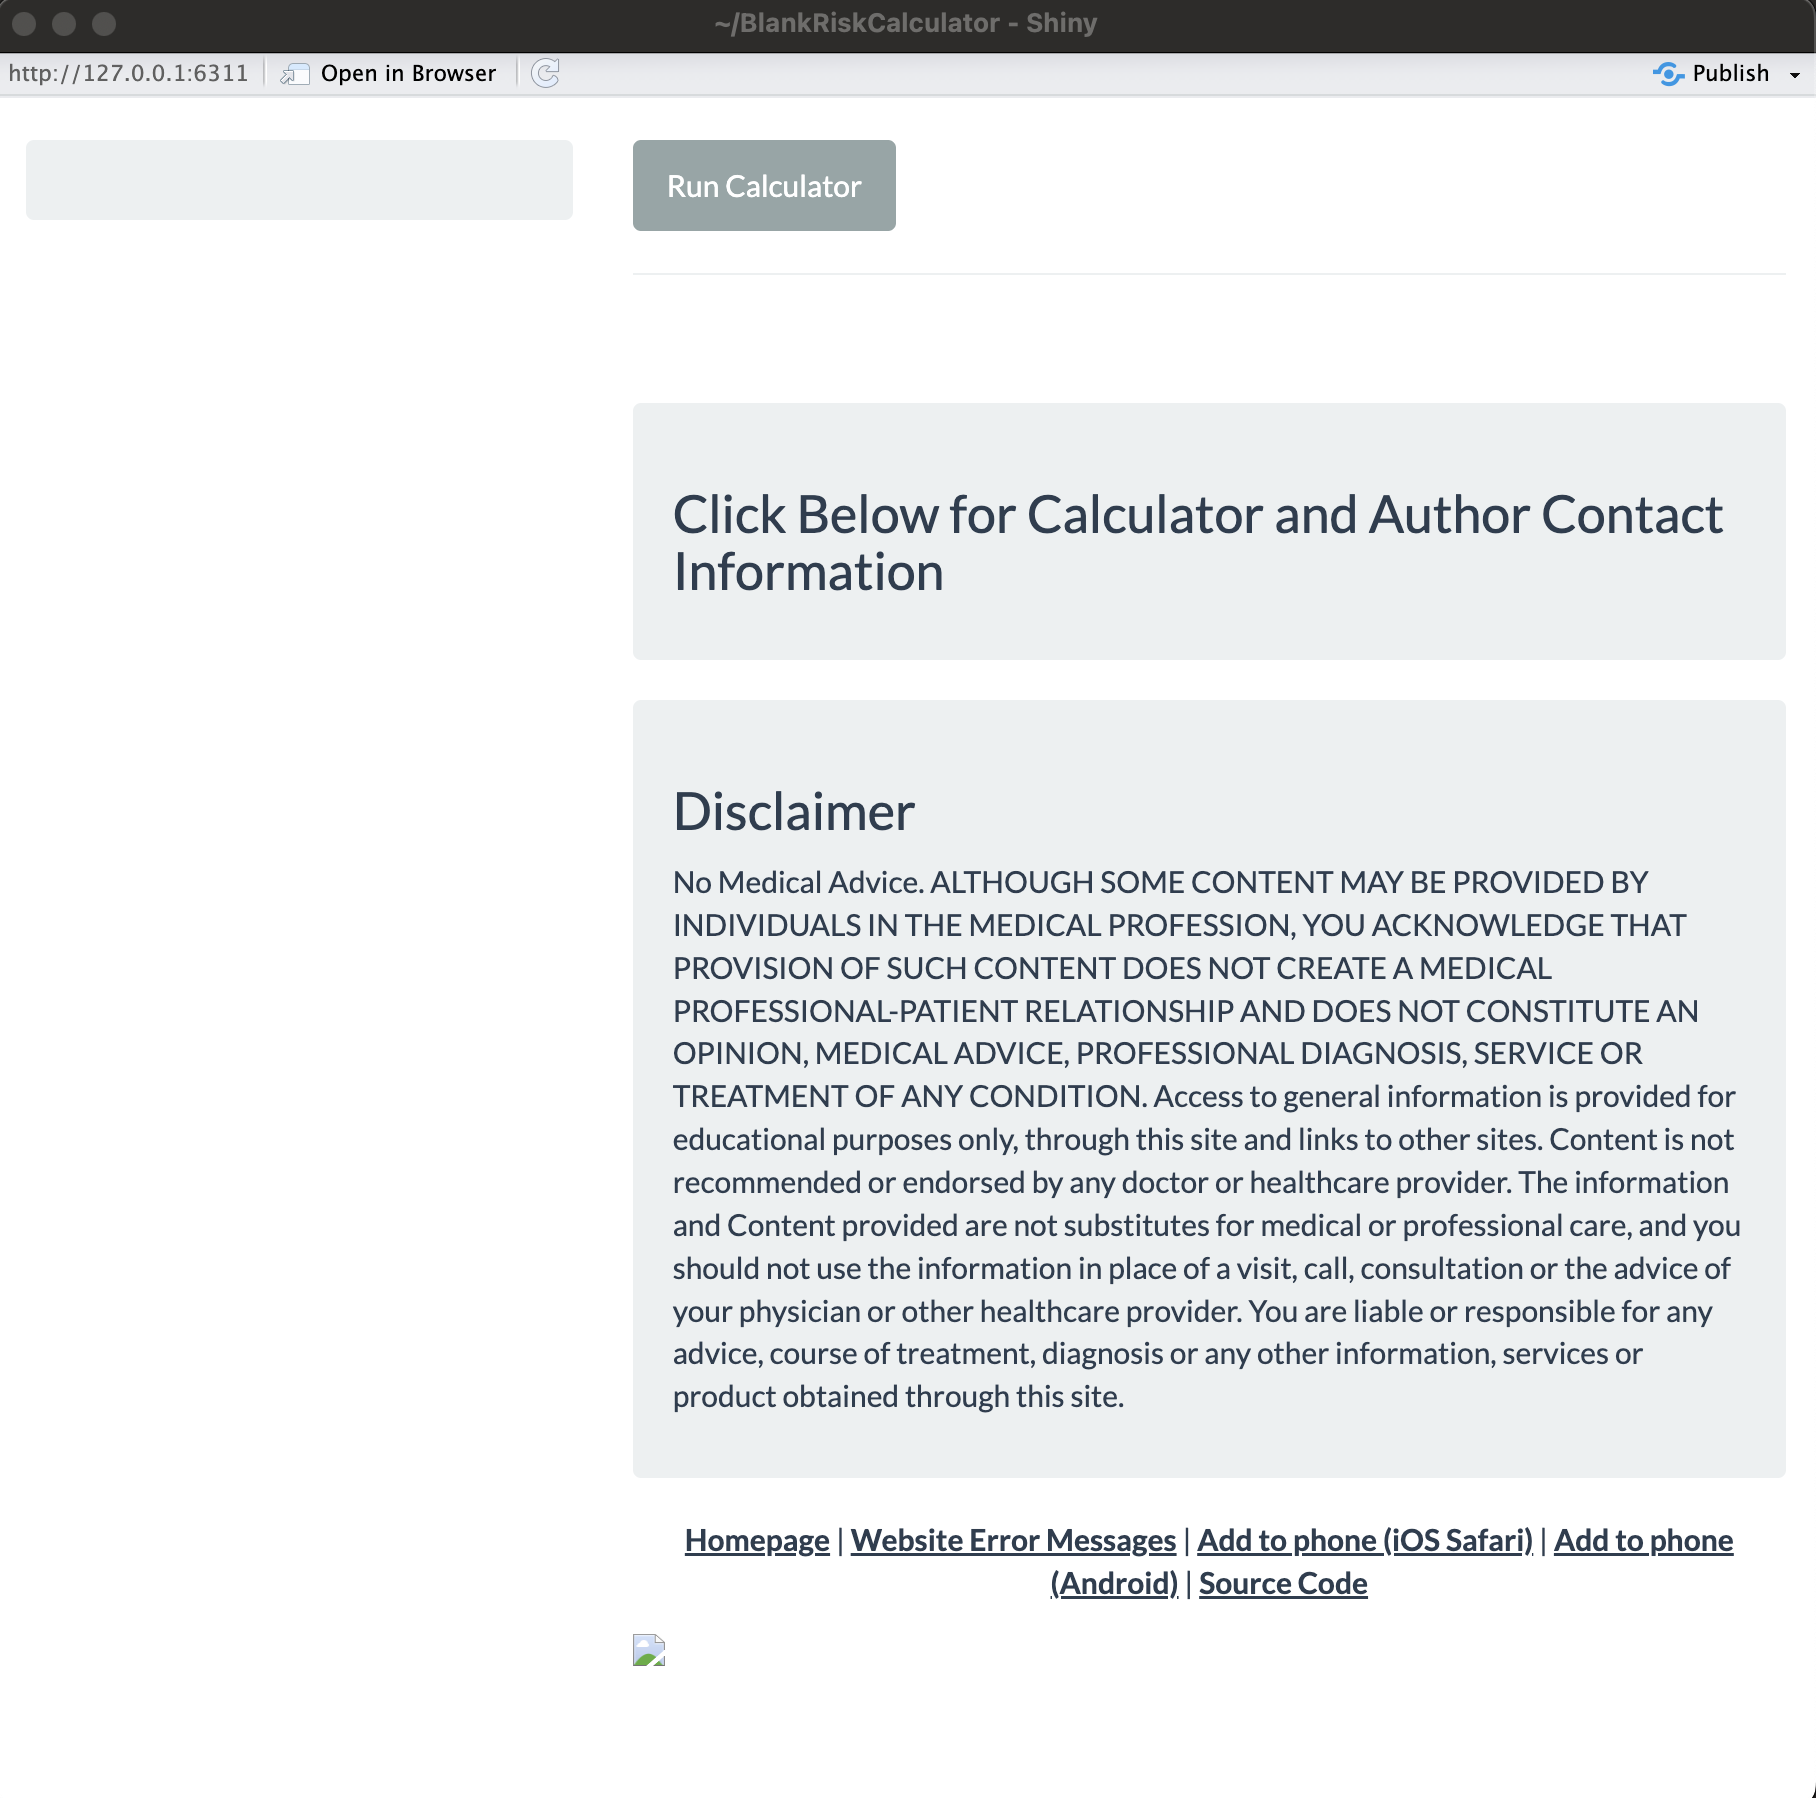 ~/BlankRiskCalculator - Shiny
http://127.0.0.1:6311 Open in Browser Publish
Run Calculator
Click Below for Calculator and Author Contact
Information
Disclaimer
No Medical Advice. ALTHOUGH SOME CONTENT MAY BE PROVIDED BY
INDIVIDUALS IN THE MEDICAL PROFESSION, YOU ACKNOWLEDGE THAT
PROVISION OF SUCH CONTENT DOES NOT CREATE A MEDICAL
PROFESSIONAL-PATIENT RELATIONSHIP AND DOES NOT CONSTITUTE AN
OPINION, MEDICAL ADVICE, PROFESSIONAL DIAGNOSIS, SERVICE OR
TREATMENT OF ANY CONDITION. Access to general information is provided for
educational purposes only, through this site and links to other sites. Content is not
recommended or endorsed by any doctor or healthcare provider. The information
and Content provided are not substitutes for medical or professional care, and you
should not use the information in place of a visit, call, consultation or the advice of
your physician or other healthcare provider. You are liable or responsible for any
advice, course of treatment, diagnosis or any other information, services or
product obtained through this site.
Homepage | Website Error Messages | Add to phone (iOS Safari) | Add to phone
(Android) | Source Code